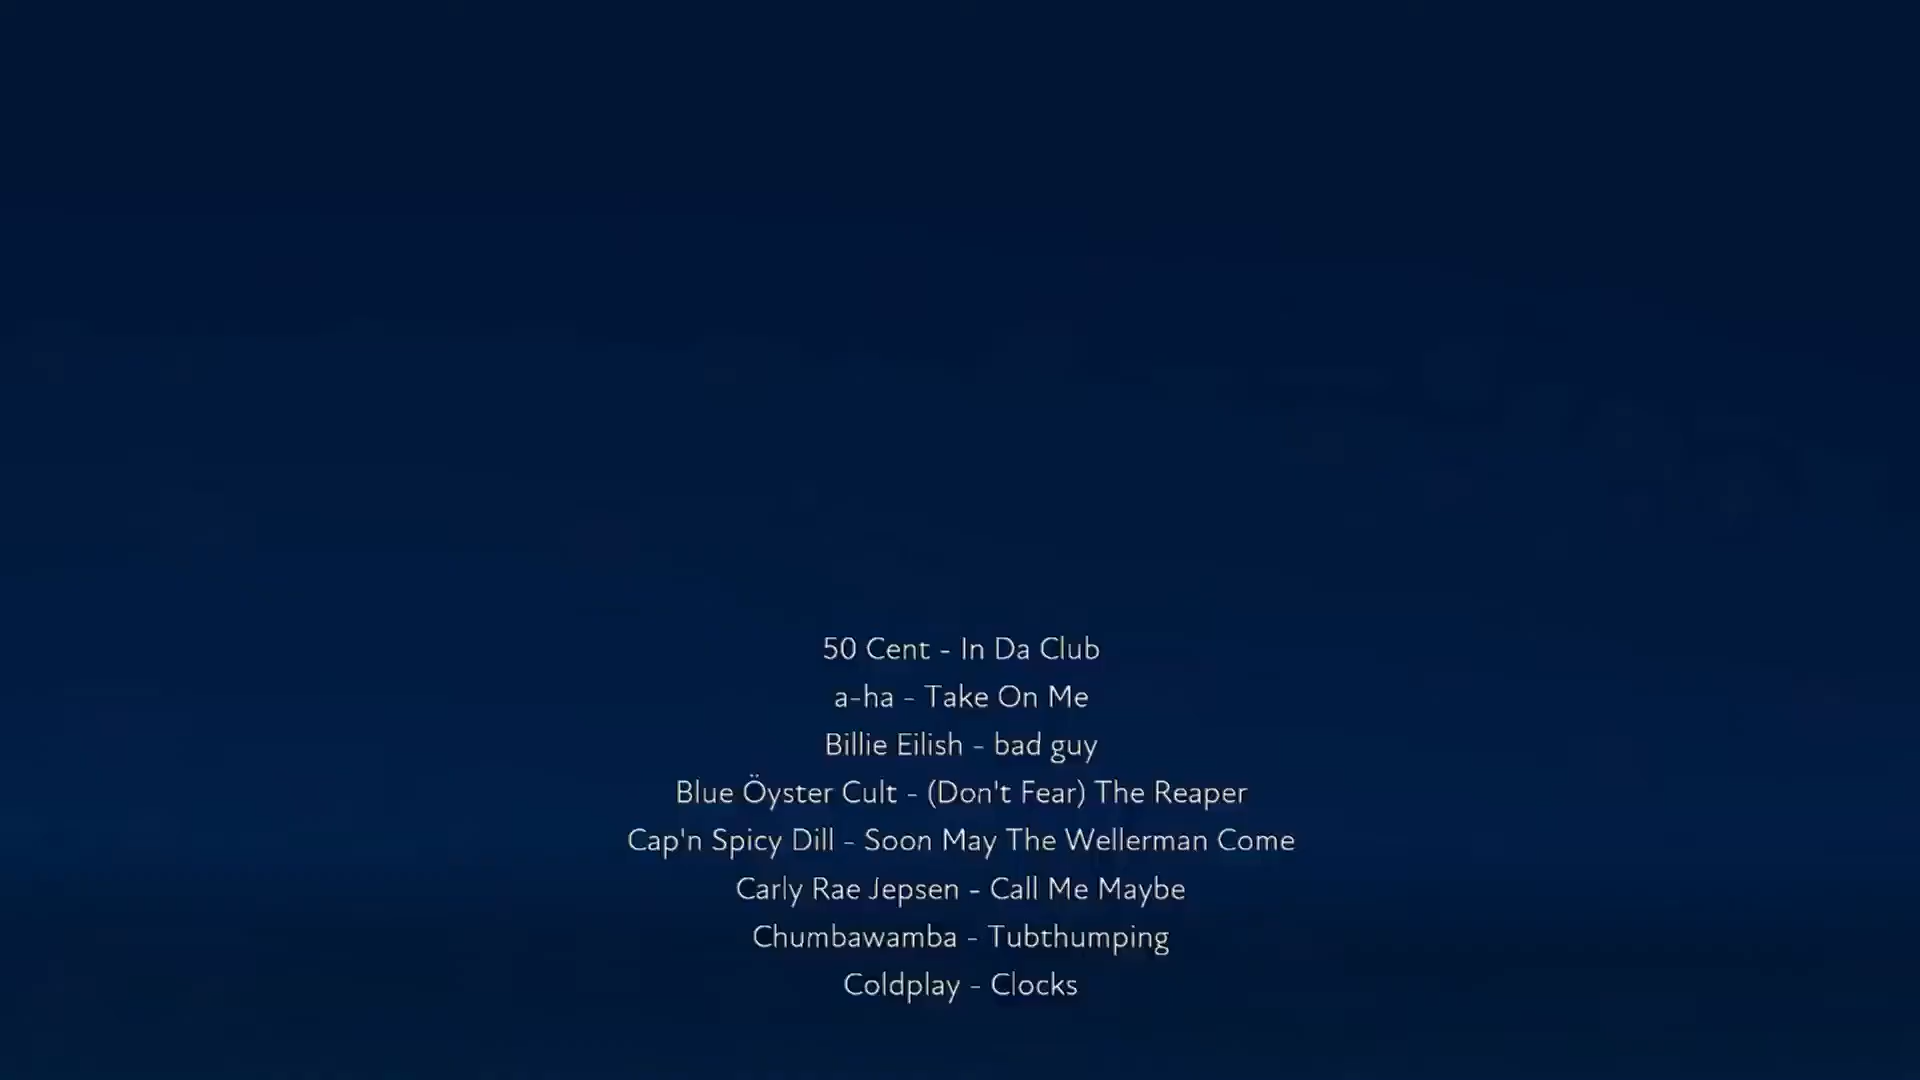 50 Cent - In Da Club
a-ha - Take On Me
Billie Eilish - bad guy
Blue Öyster Cult - (Don't Fear) The Reaper
Cap'n Spicy Dill - Soon May The Wellerman Come
Carly Rae Jepsen - Call Me Maybe
Chumbawamba - Tubthumping
Coldplay - Clocks